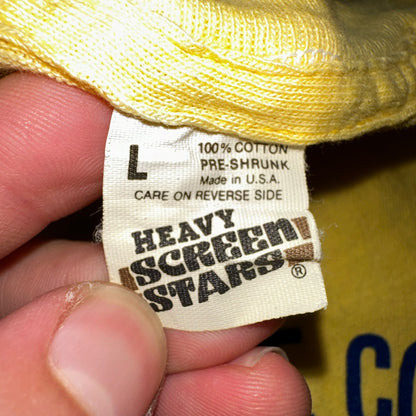 L
100% COTTON
PRE-SHRUNK
Made in U.S.A.
CARE ON REVERSE SIDE
HEAVY
SCREEN
STARS®
CO